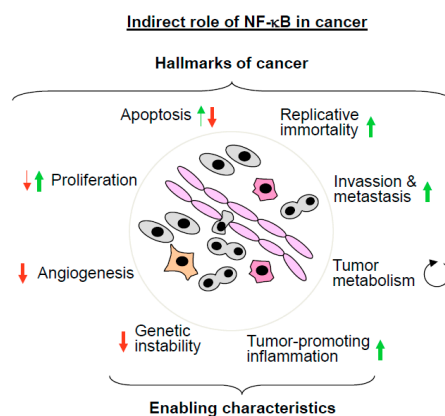 Indirect role of NF-κB in cancer
Hallmarks of cancer
Apoptosis
Replicative
immortality
Proliferation
Invassion &
metastasis
Angiogenesis
Tumor
metabolism
Genetic
instability
Tumor-promoting
inflammation
Enabling characteristics